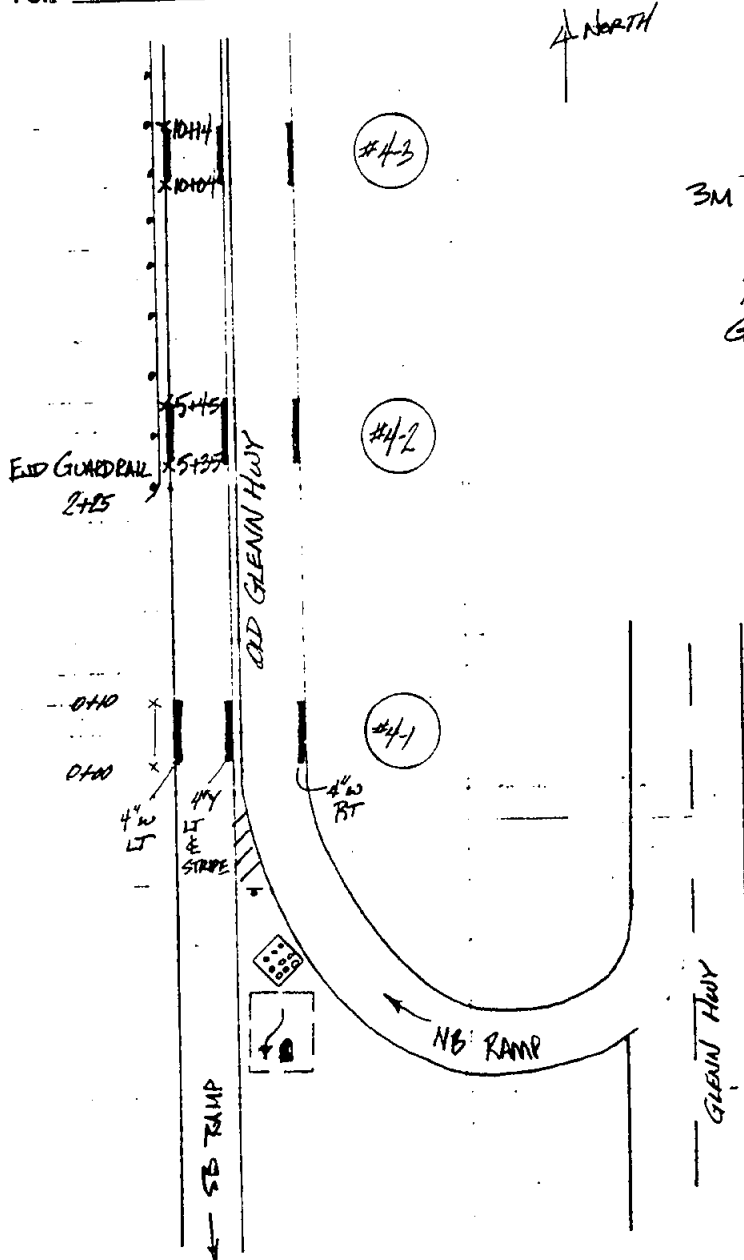 NORTH
10+14
#4-3
10+04
3M
5+45
#4-2
END GUARDRAIL
5+35
2+25
OLD GLENN HWY
0+10
#4-1
0+00
4" W
LT
4" Y
LT
&
STRIPE
4" W
RT
NB RAMP
GLENN HWY
SB RAMP